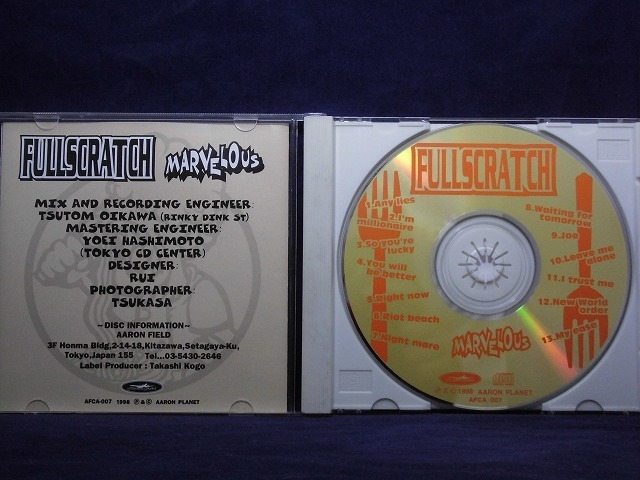 FULLSCRATCH MARVELOUS
MIX AND RECORDING ENGINEER:
TSUTOM OIKAWA (RINKY DINK ST)
MASTERING ENGINEER:
YOEI HASHIMOTO
(TOKYO CD CENTER)
DESIGNER:
RUI
PHOTOGRAPHER:
TSUKASA
~DISC INFORMATION~
AARON FIELD
3F Honma Bldg,2-14-18,Kitazawa,Setagaya-Ku,
Tokyo,Japan 155 Tel...03-5430-2646
Label Producer : Takashi Kogo
AFCA-007 1998 Ⓟ&© AARON PLANET
FULLSCRATCH
1.Any lies
2.I'm
millionaire
3.So you're
lucky
4.You will
be better
5.Right now
6.Riot beach
7.Night mare
8.Waiting for
tomorrow
9.Joe
10.Leave me
alone
11.I trust me
12.New World
order
13.My ease
MARVELOUS
Ⓟ&©1998 AARON PLANET
AFCA 007